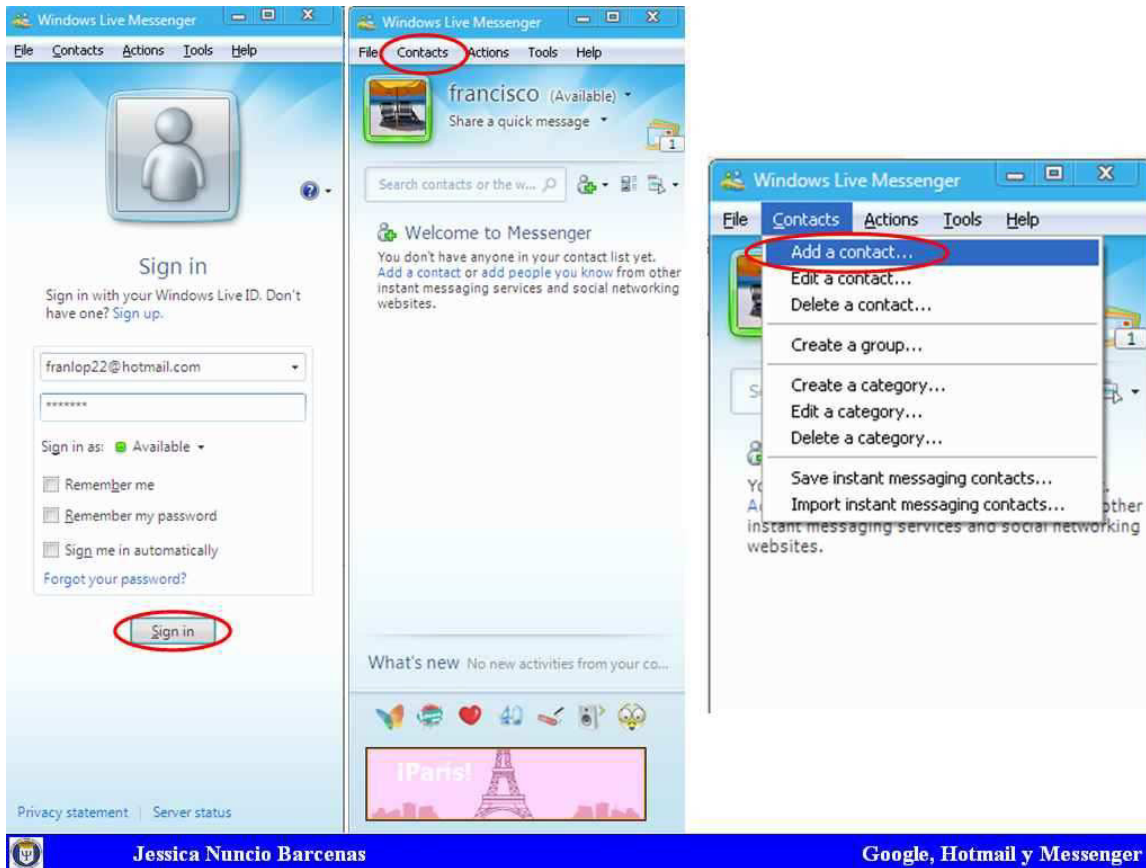 Windows Live Messenger
File Contacts Actions Tools Help
Sign in
Sign in with your Windows Live ID. Don't
have one? Sign up.
franlop22@hotmail.com
*******
Sign in as: Available
Remember me
Remember my password
Sign me in automatically
Forgot your password?
Sign in
Privacy statement | Server status
Windows Live Messenger
File Contacts Actions Tools Help
francisco (Available)
Share a quick message
1
Search contacts or the w...
Welcome to Messenger
You don't have anyone in your contact list yet.
Add a contact or add people you know from other
instant messaging services and social networking
websites.
What's new No new activities from your co...
¡Paris!
Windows Live Messenger
File Contacts Actions Tools Help
Add a contact...
Edit a contact...
Delete a contact...
1
Create a group...
Create a category...
Edit a category...
Delete a category...
Save instant messaging contacts...
Import instant messaging contacts...
other
instant messaging services and social networking
websites.
Jessica Nuncio Barcenas
Google, Hotmail y Messenger